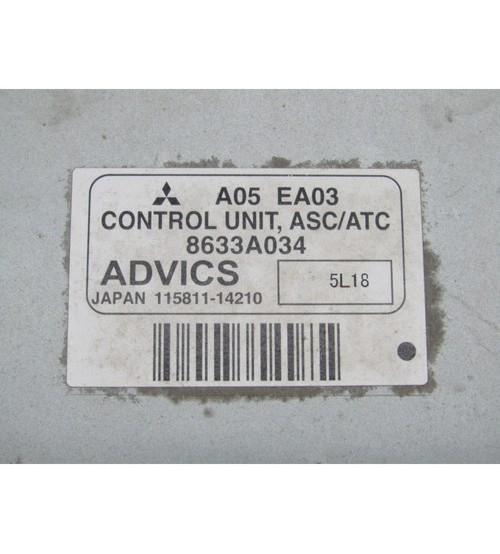 A05 EA03
CONTROL UNIT, ASC/ATC
8633A034
ADVICS
5L18
JAPAN 115811-14210